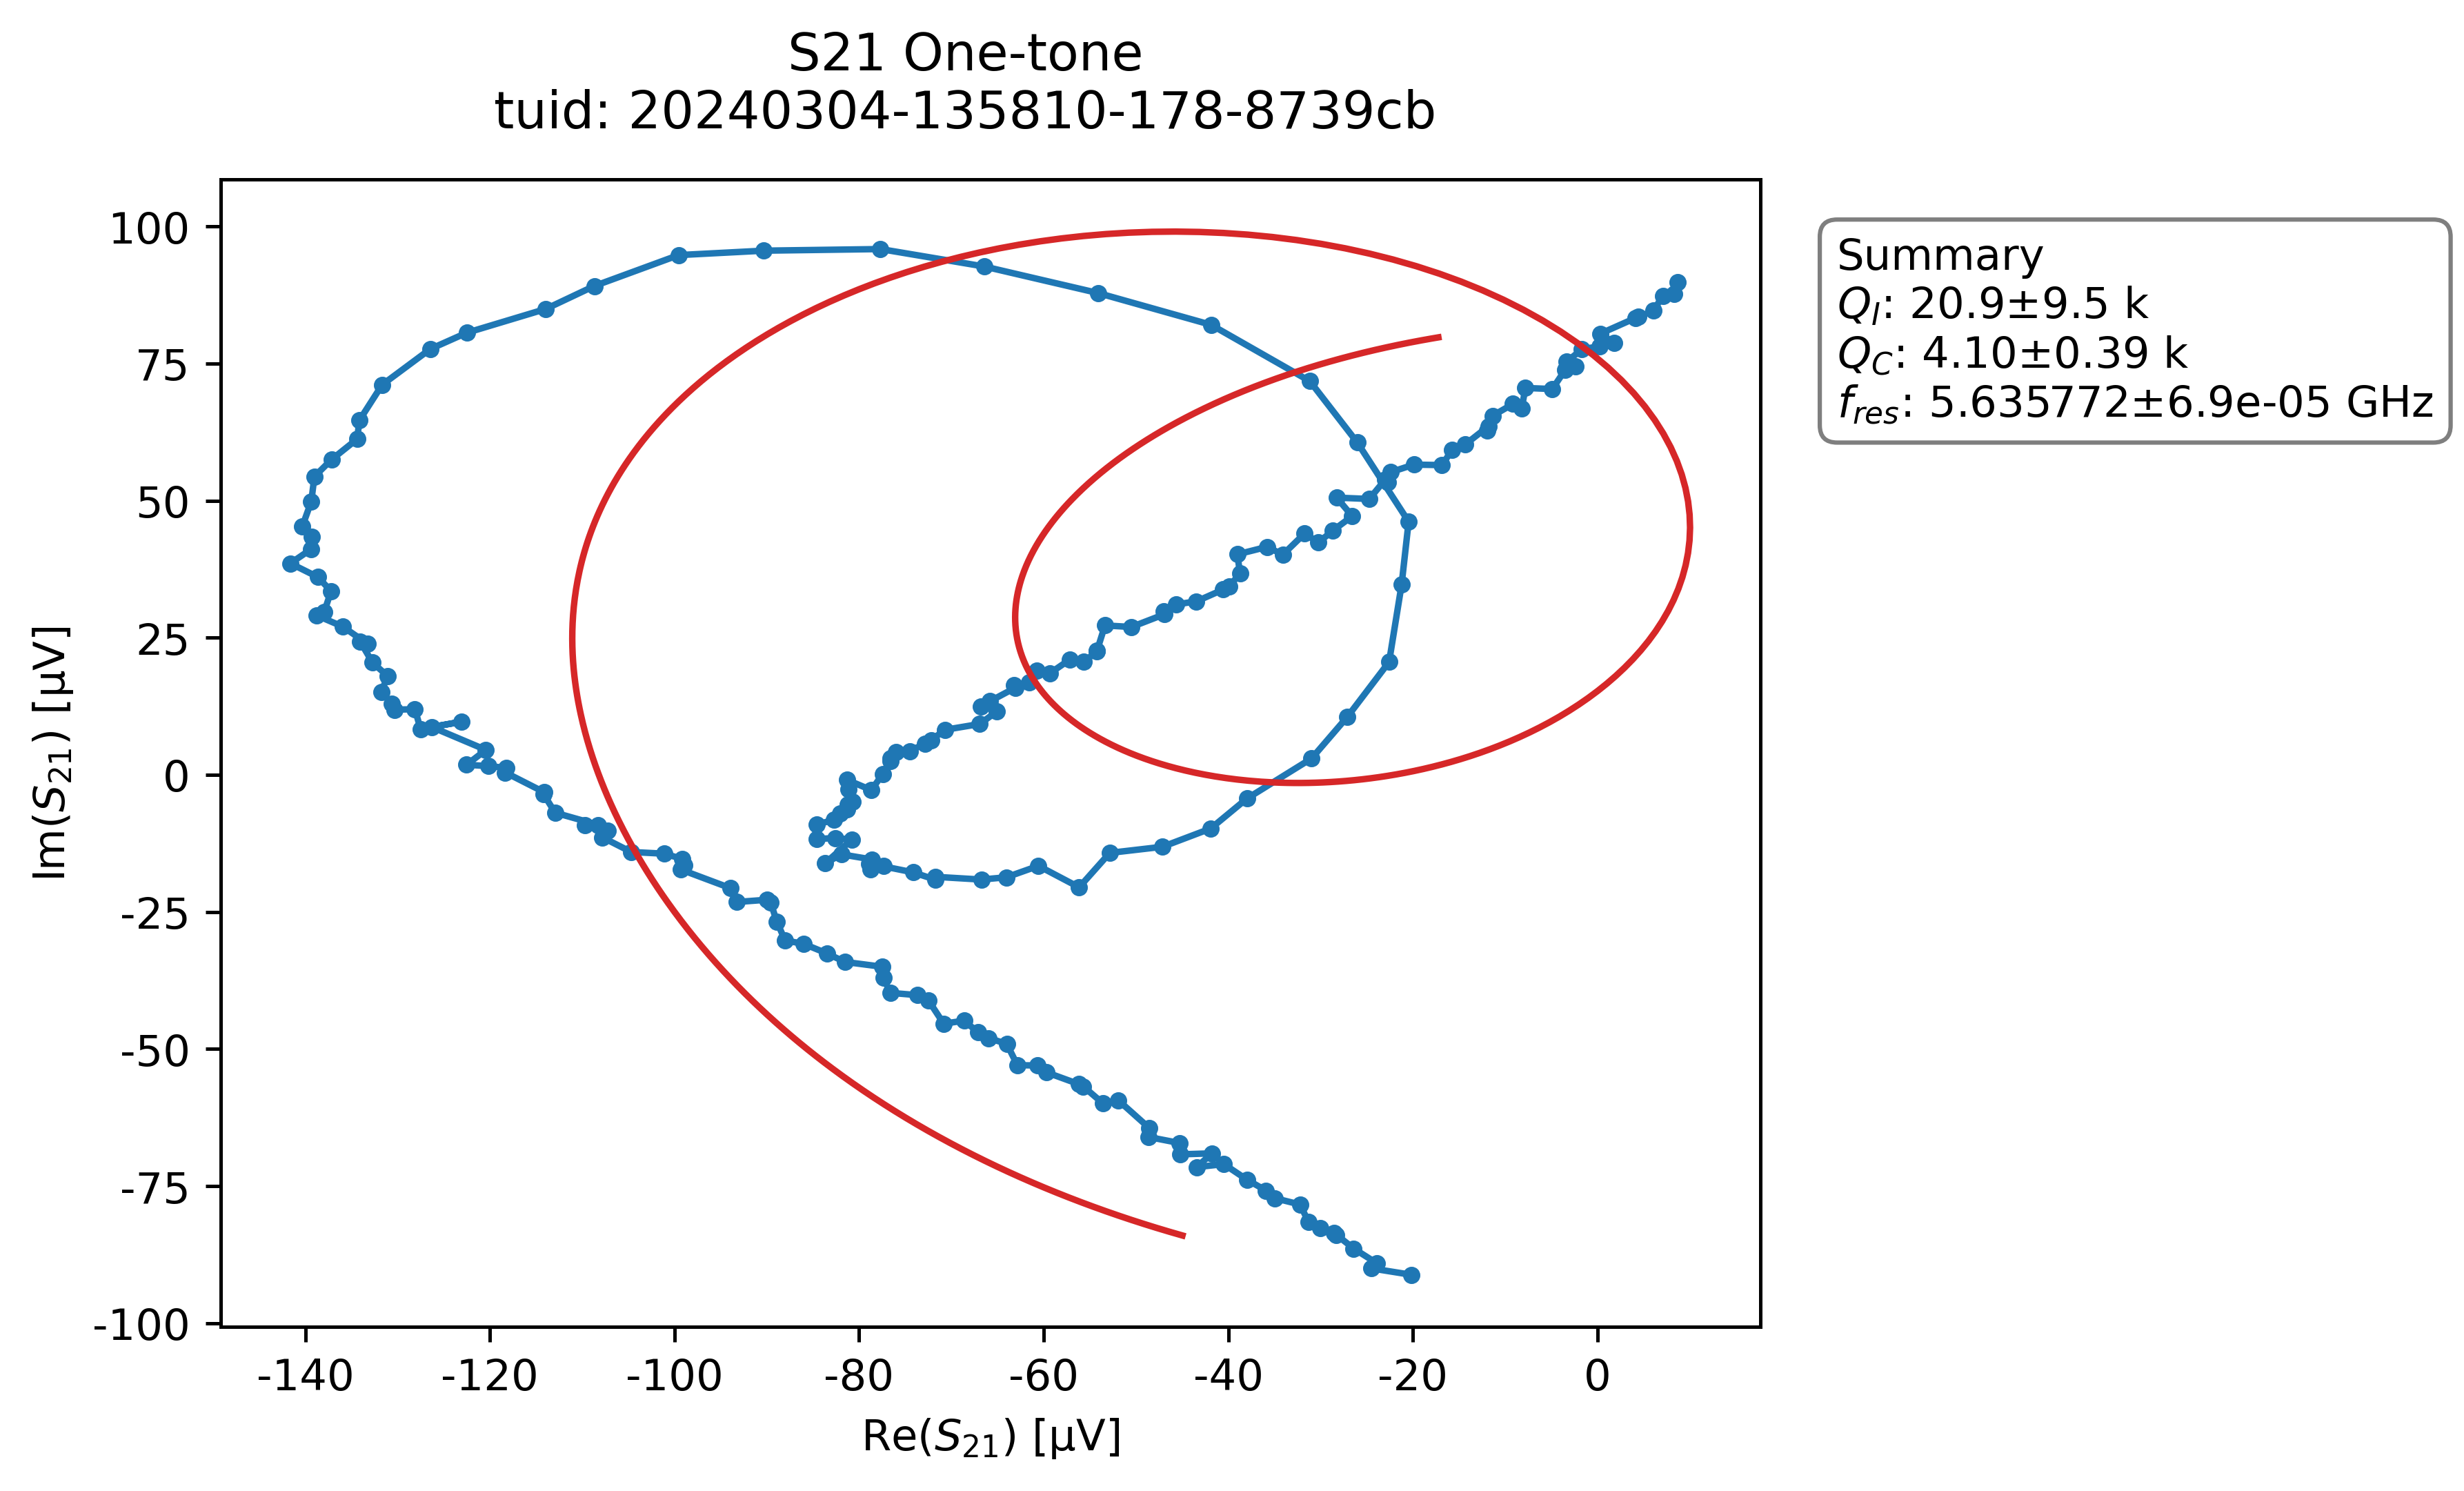 S21 One-tone
tuid: 20240304-135810-178-8739cb
100
75
50
25
0
-25
-50
-75
-100
Im(S21) [µV]
-140
-120
-100
-80
-60
-40
-20
0
Re(S21) [µV]
Summary
QI: 20.9±9.5 k
QC: 4.10±0.39 k
fres: 5.635772±6.9e-05 GHz